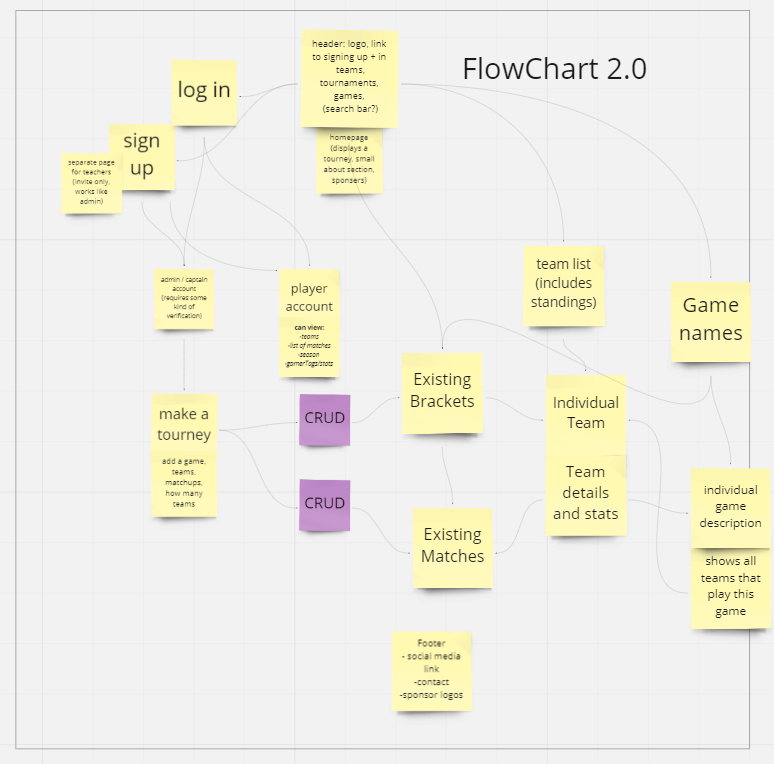 FlowChart 2.0
header: logo, link
to signing up + in
teams,
tournaments,
games,
(search bar?)
log in
sign
up
homepage
(displays a
tourney, small
about section,
sponsers)
separate page
for teachers
(invite only,
works like
admin)
team list
(includes
standings)
admin / captain
account
(requires some
kind of
verification)
player
account
can view:
-teams
-list of matches
-season
-gamerTags/stats
Game
names
Existing
Brackets
Individual
Team
make a
tourney
CRUD
add a game,
teams,
matchups,
how many
teams
CRUD
Team
details
and stats
individual
game
description
Existing
Matches
shows all
teams that
play this
game
Footer
- social media
link
-contact
-sponsor logos